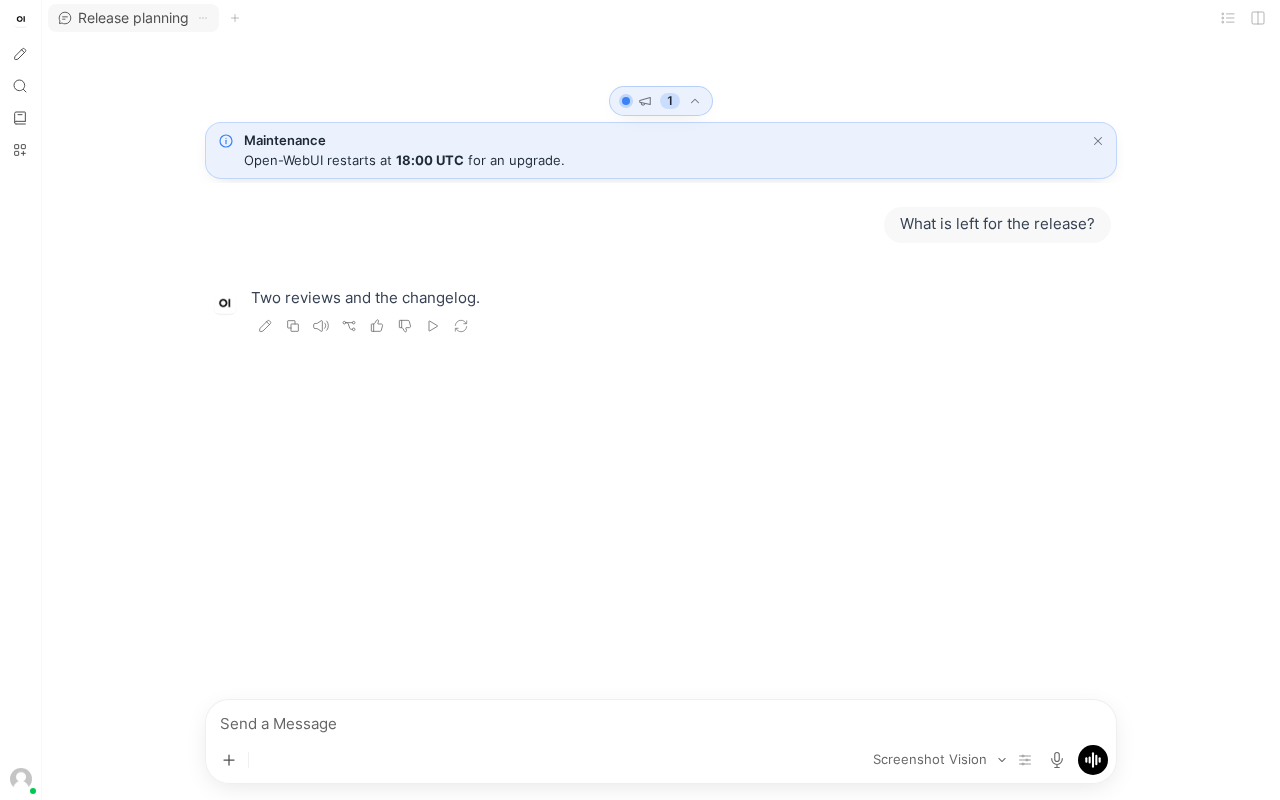 OI
Release planning
1
Maintenance
Open-WebUI restarts at 18:00 UTC for an upgrade.
What is left for the release?
OI
Two reviews and the changelog.
Send a Message
Screenshot Vision